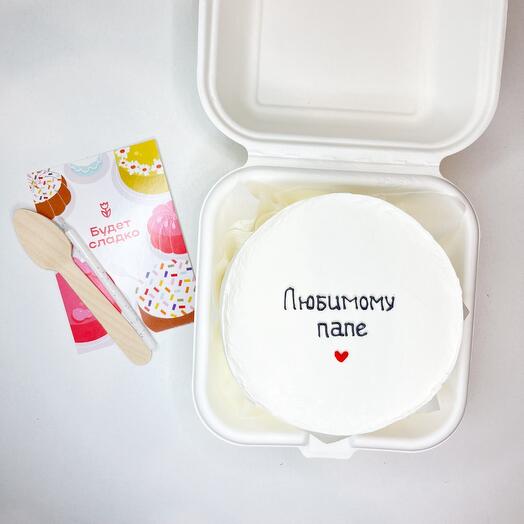 Будет
сладко
Любимому
папе